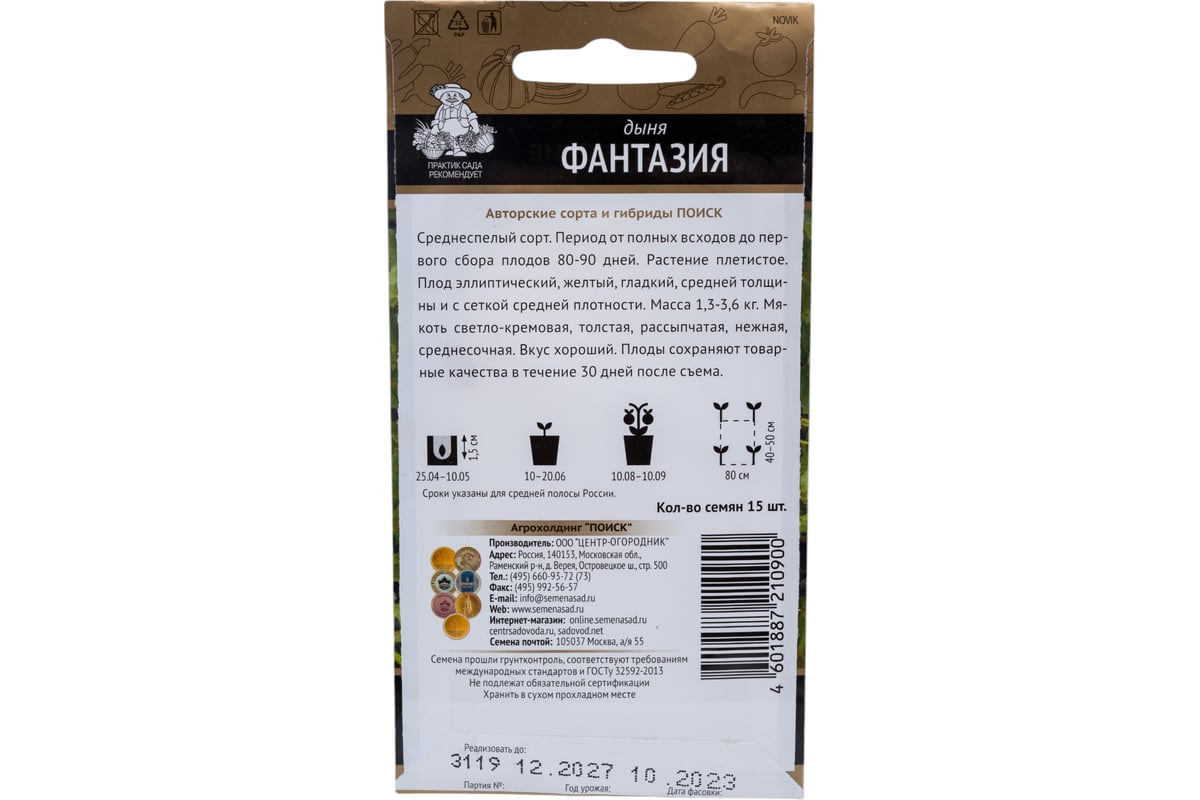 NOVIK
22
PAP
дыня
ФАНТАЗИЯ
ПРАКТИК САДА
РЕКОМЕНДУЕТ
Авторские сорта и гибриды ПОИСК
Среднеспелый сорт. Период от полных всходов до пер-
вого сбора плодов 80-90 дней. Растение плетистое.
Плод эллиптический, желтый, гладкий, средней толщи-
ны и с сеткой средней плотности. Масса 1,3-3,6 кг. Мя-
коть светло-кремовая, толстая, рассыпчатая, нежная,
среднесочная. Вкус хороший. Плоды сохраняют товар-
ные качества в течение 30 дней после съема.
1,5 см
40–50 см
25.04–10.05 10–20.06 10.08–10.09 80 см
Сроки указаны для средней полосы России.
Кол-во семян 15 шт.
Агрохолдинг "ПОИСК"
Производитель: ООО "ЦЕНТР-ОГОРОДНИК"
Адрес: Россия, 140153, Московская обл.,
Раменский р-н, д. Верея, Островецкое ш., стр. 500
Тел.: (495) 660-93-72 (73)
Факс: (495) 992-56-57
E-mail: info@semenasad.ru
Web: www.semenasad.ru
Интернет-магазин: online.semenasad.ru
centrsadovoda.ru, sadovod.net
Семена почтой: 105037 Москва, а/я 55
Семена прошли грунтконтроль, соответствуют требованиям
международных стандартов и ГОСТу 32592-2013
Не подлежат обязательной сертификации
Хранить в сухом прохладном месте
4 601887 210900
Реализовать до:
3119 12.2027 10.2023
Партия №: Год урожая: Дата фасовки: